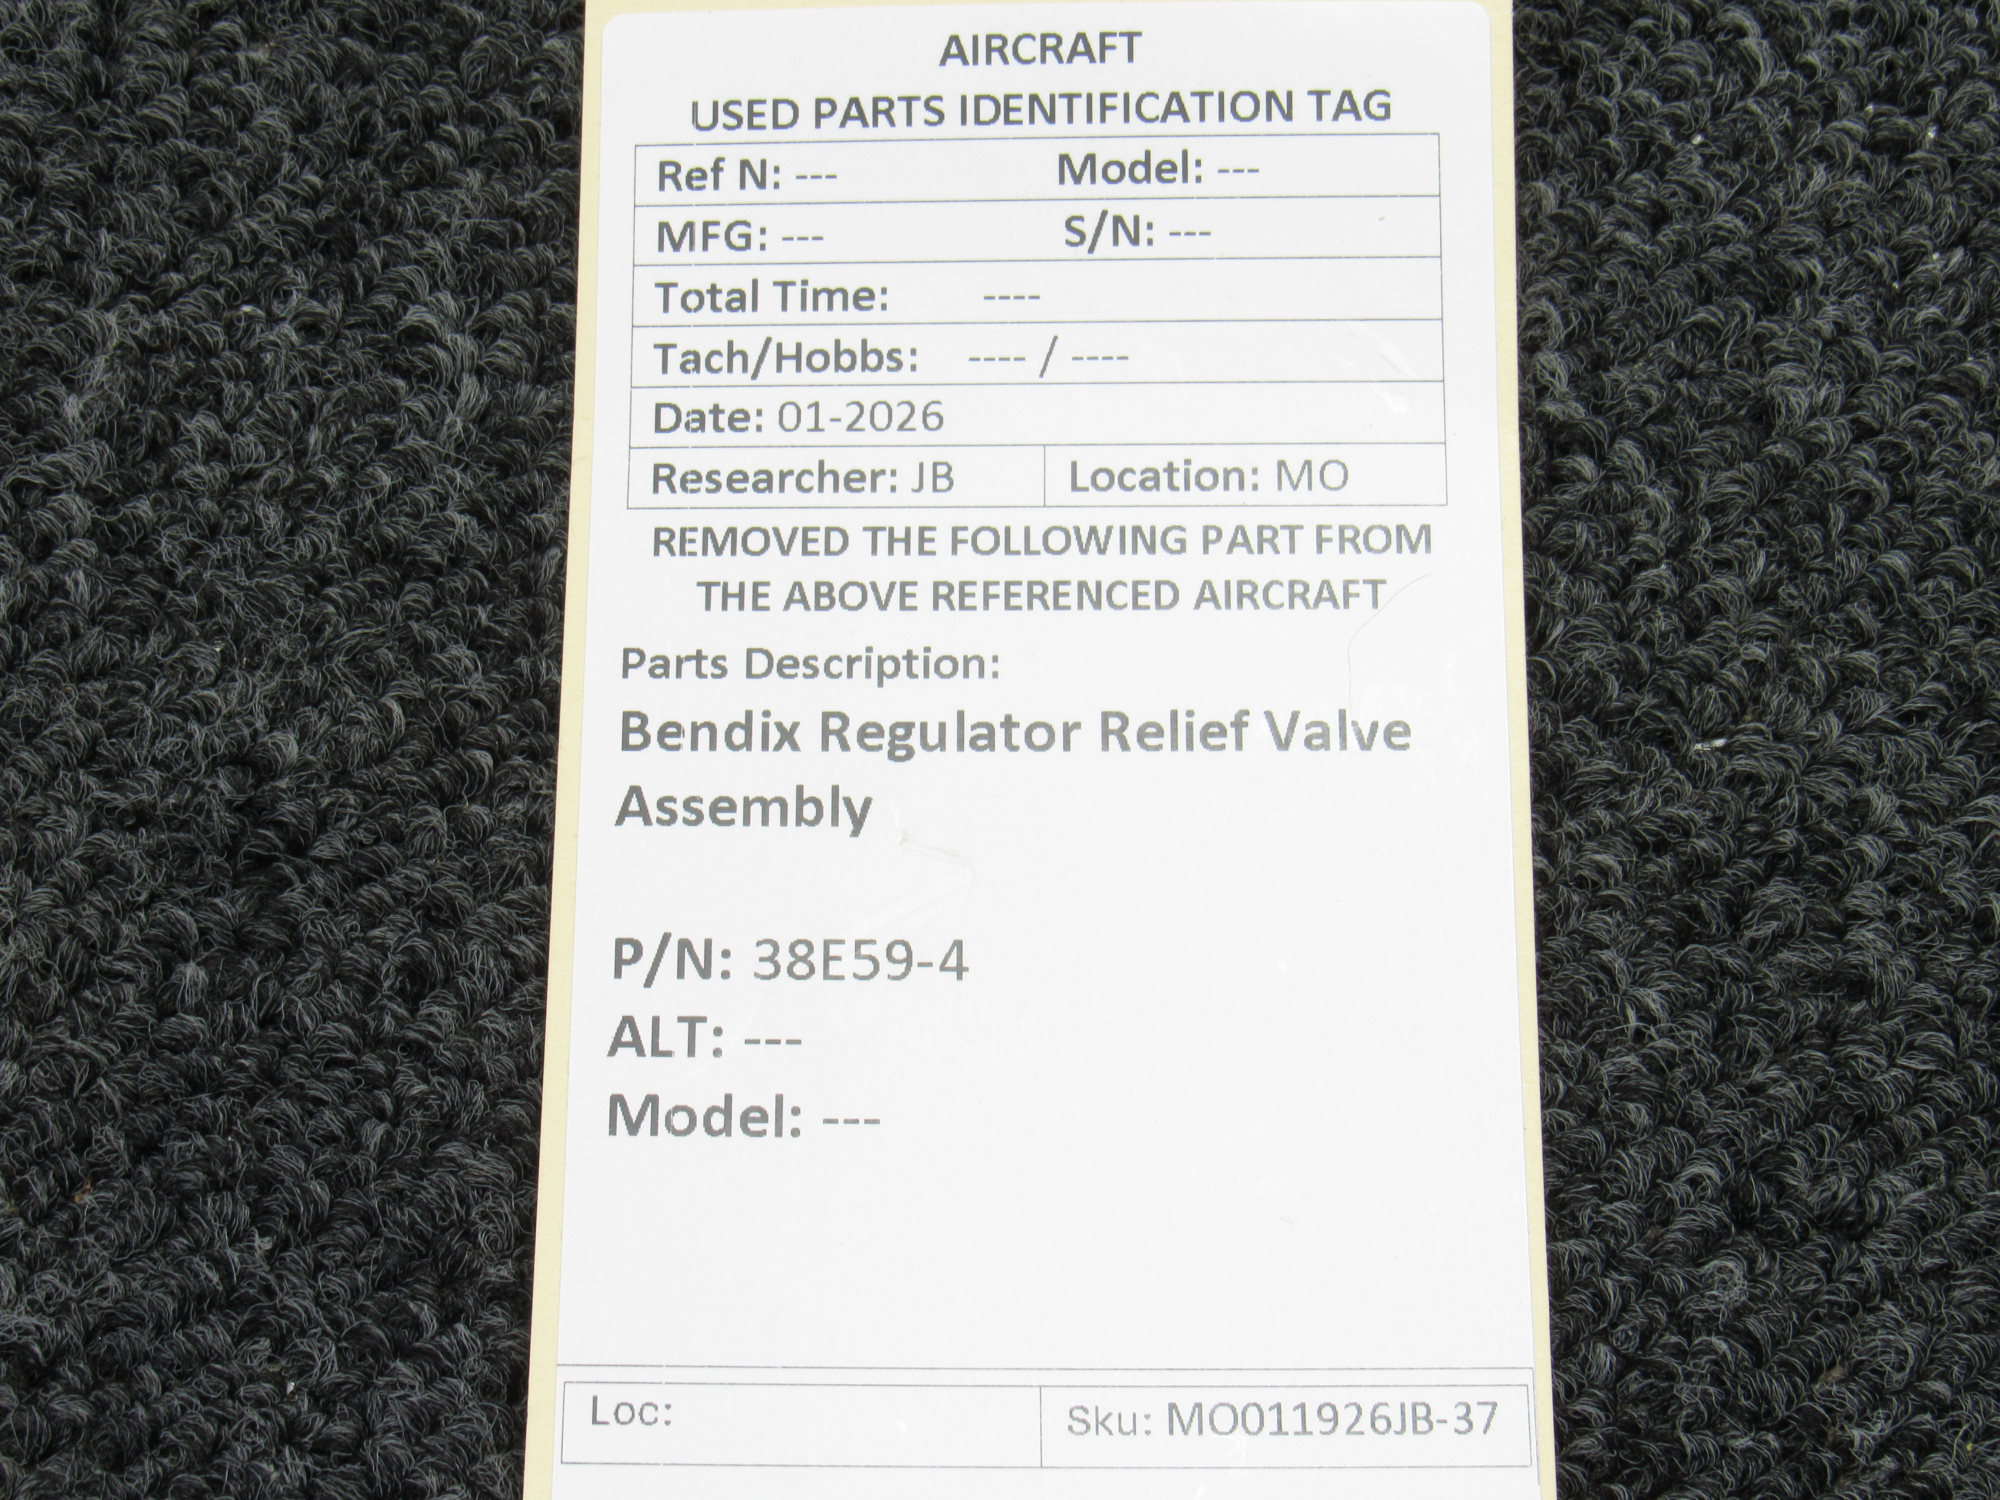 AIRCRAFT
USED PARTS IDENTIFICATION TAG
Ref N: --- Model: ---
MFG: --- S/N: ---
Total Time: ----
Tach/Hobbs: ---- / ----
Date: 01-2026
Researcher: JB Location: MO
REMOVED THE FOLLOWING PART FROM
THE ABOVE REFERENCED AIRCRAFT
Parts Description:
Bendix Regulator Relief Valve
Assembly
P/N: 38E59-4
ALT: ---
Model: ---
Loc: Sku: MO011926JB-37